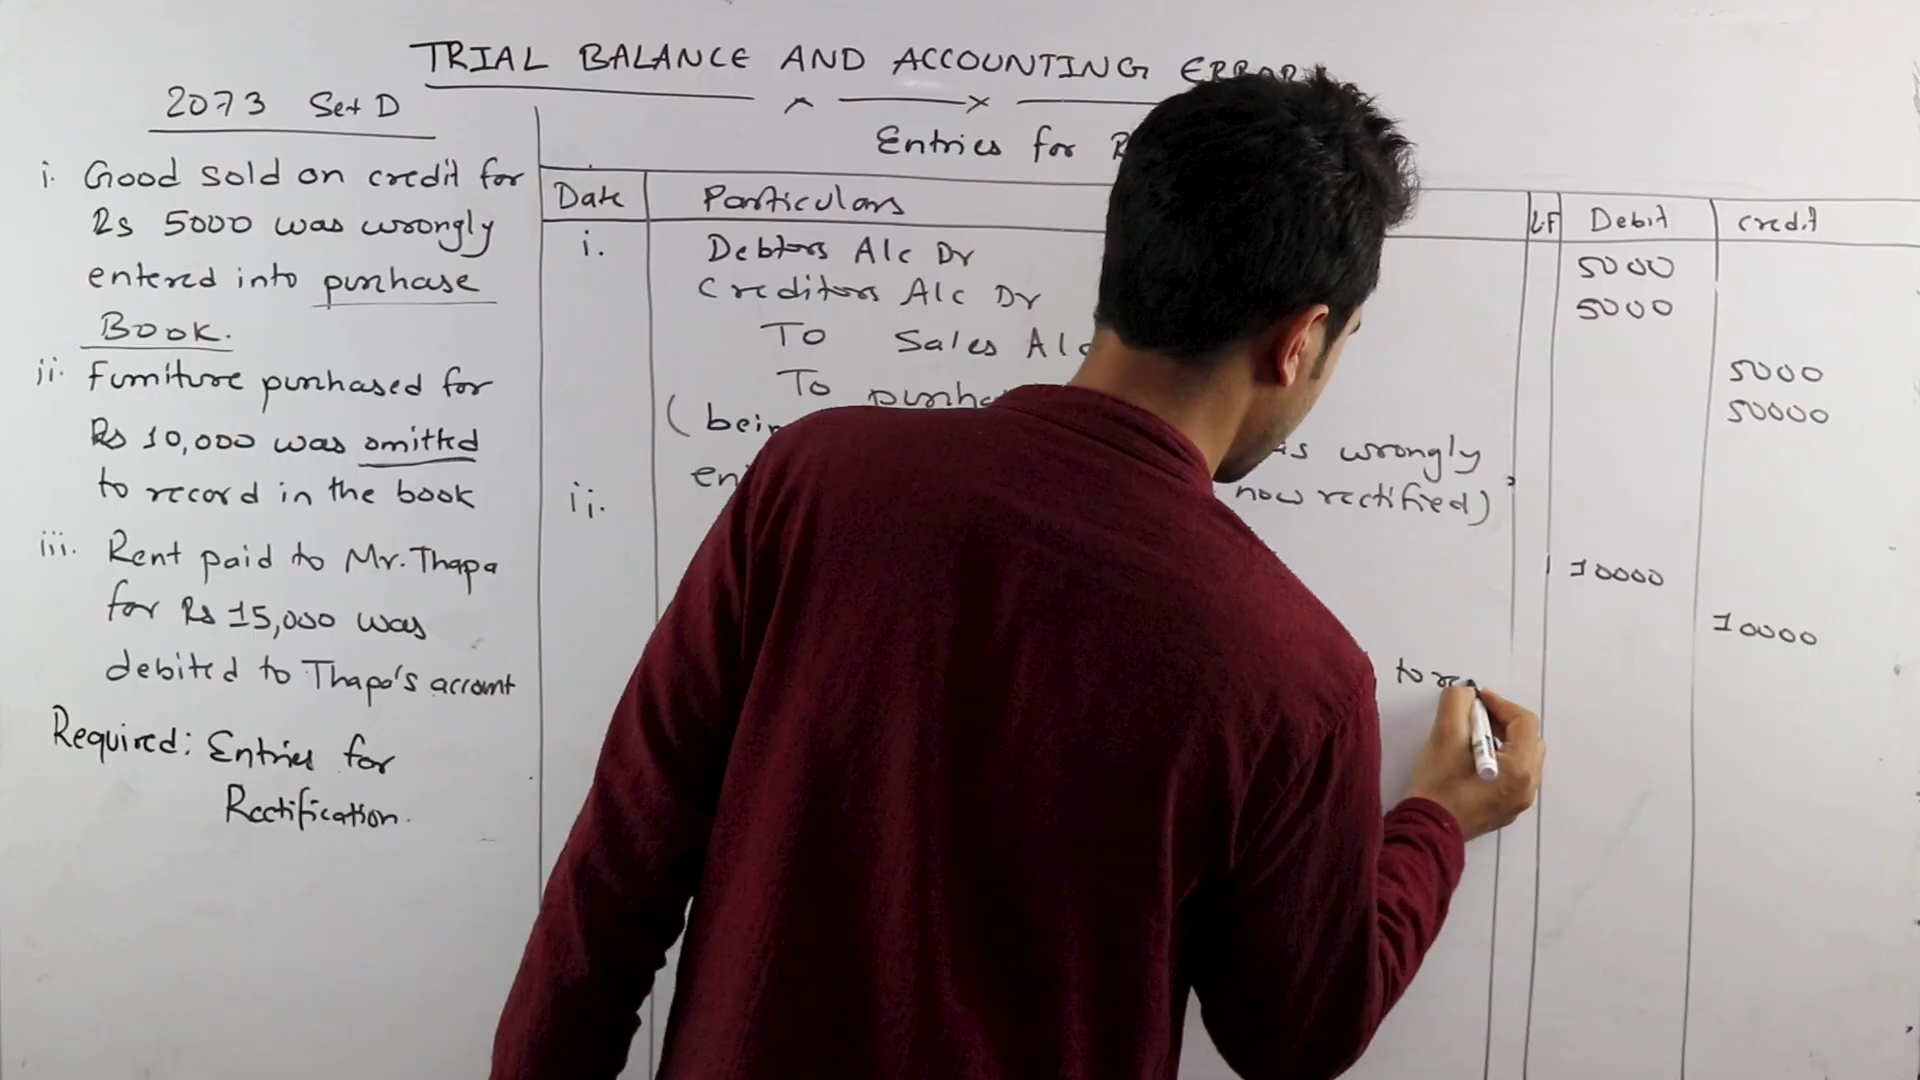 TRIAL BALANCE AND ACCOUNTING
2073 Set D
i. Good sold on credit for
Rs 5000 was wrongly
entered into purchase
Book.
ii. Furniture purchased for
Rs 10,000 was omitted
to record in the book
iii. Rent paid to Mr. Thapa
for Rs 15,000 was
debited to Thapa's account
Required: Entries for
Rectification.
Entries for
Date Particulars L.F Debit Credit
i. Debtors A/c Dr 5000
Creditors A/c Dr 5000
To Sales A/c 5000
To 50000
( wrongly
now rectified)
ii.
10000
10000
to